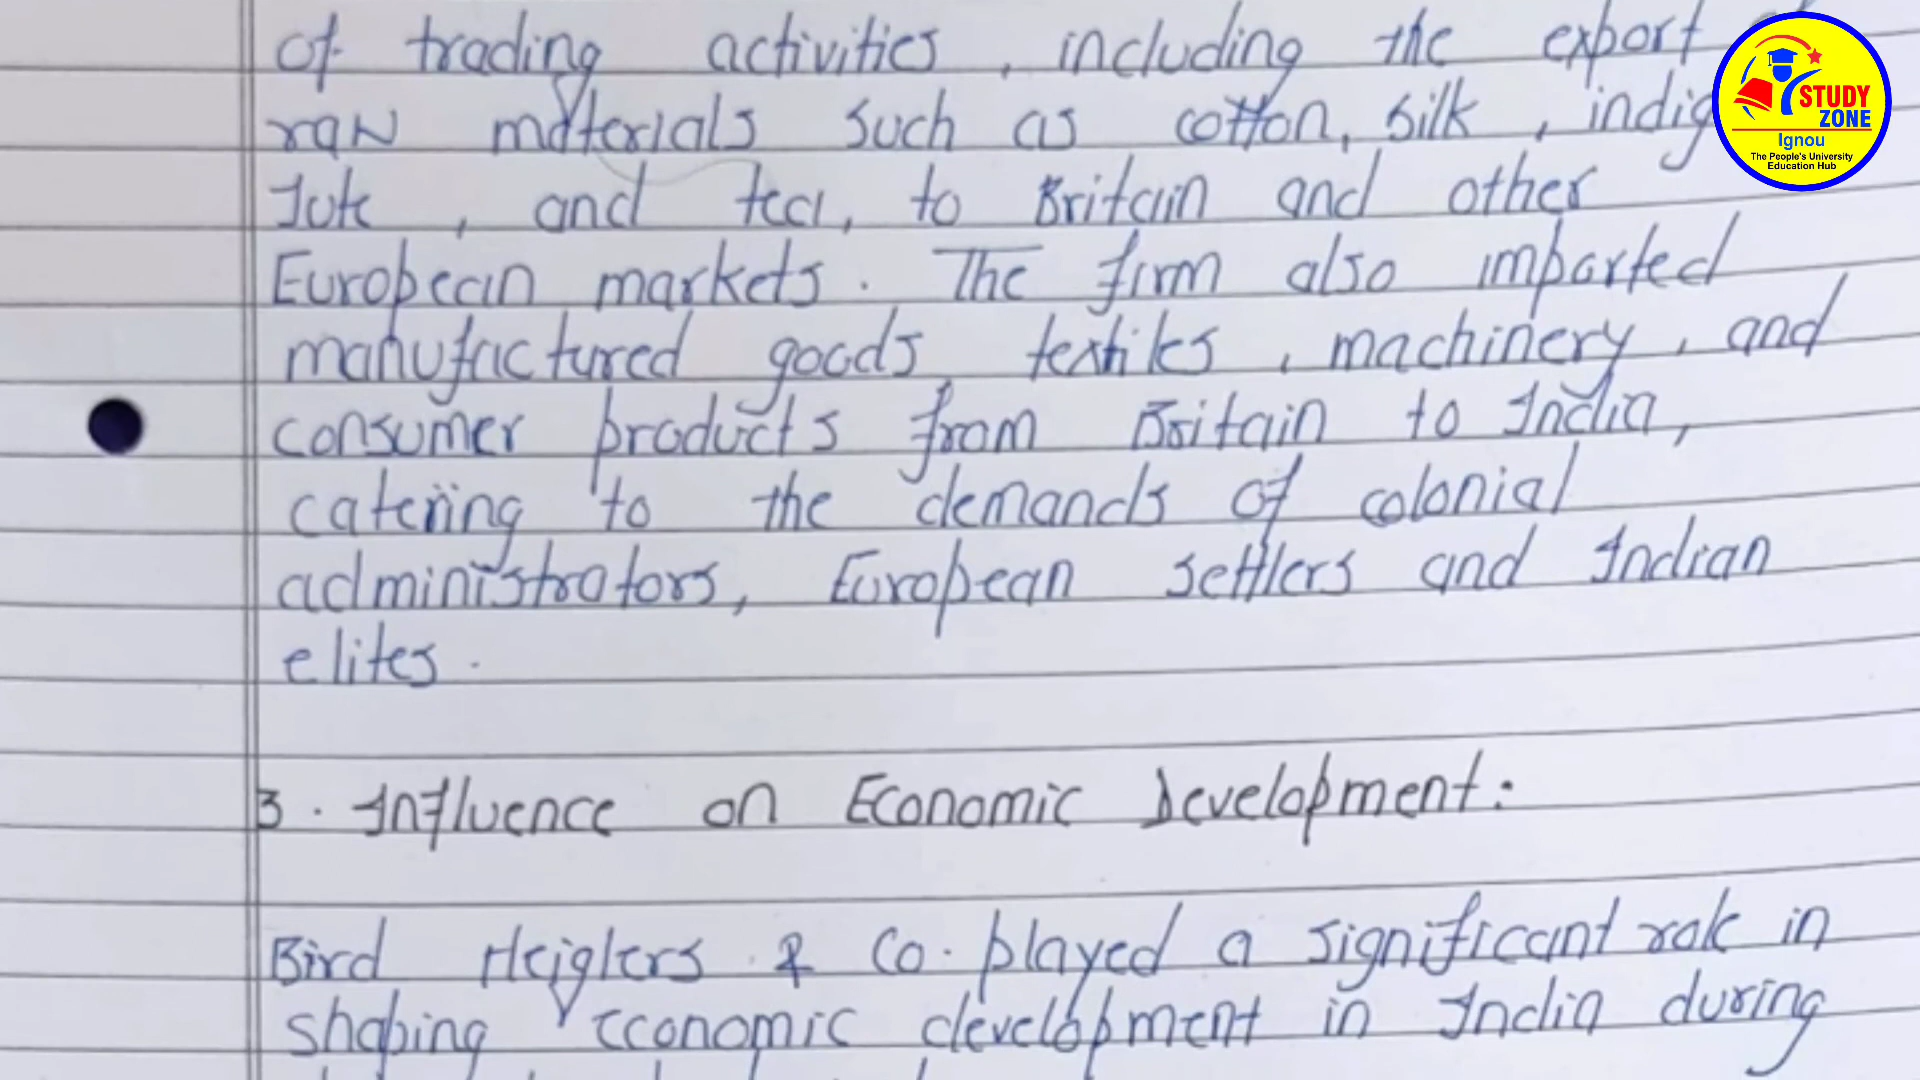 of trading activities, including the export
raw materials such as cotton, silk, indig
Jute, and tea, to Britain and other
European markets. The firm also imported
manufactured goods, textiles, machinery, and
consumer products from Britain to India,
catering to the demands of colonial
administrators, European settlers and Indian
elites.
3. Influence on Economic Development:
Bird Heiglers & Co. played a significant role in
shaping economic development in India during
STUDY
ZONE
Ignou
The People's University
Education Hub